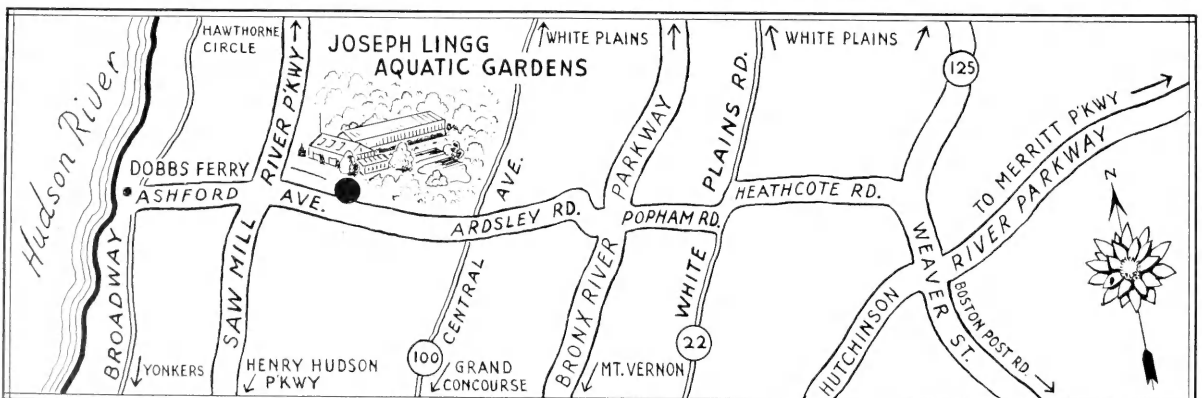 Hudson River
HAWTHORNE
CIRCLE
RIVER P'KWY
JOSEPH LINGG
AQUATIC GARDENS
WHITE PLAINS
WHITE PLAINS
125
DOBBS FERRY
ASHFORD AVE.
ARDSLEY RD.
POPHAM RD.
HEATHCOTE RD.
BROADWAY
SAW MILL
CENTRAL AVE.
BRONX RIVER PARKWAY
WHITE PLAINS RD.
WEAVER ST.
HUTCHINSON RIVER PARKWAY
TO MERRITT P'KWY
BOSTON POST RD.
N
YONKERS
HENRY HUDSON
P'KWY
100
GRAND
CONCOURSE
MT. VERNON
22